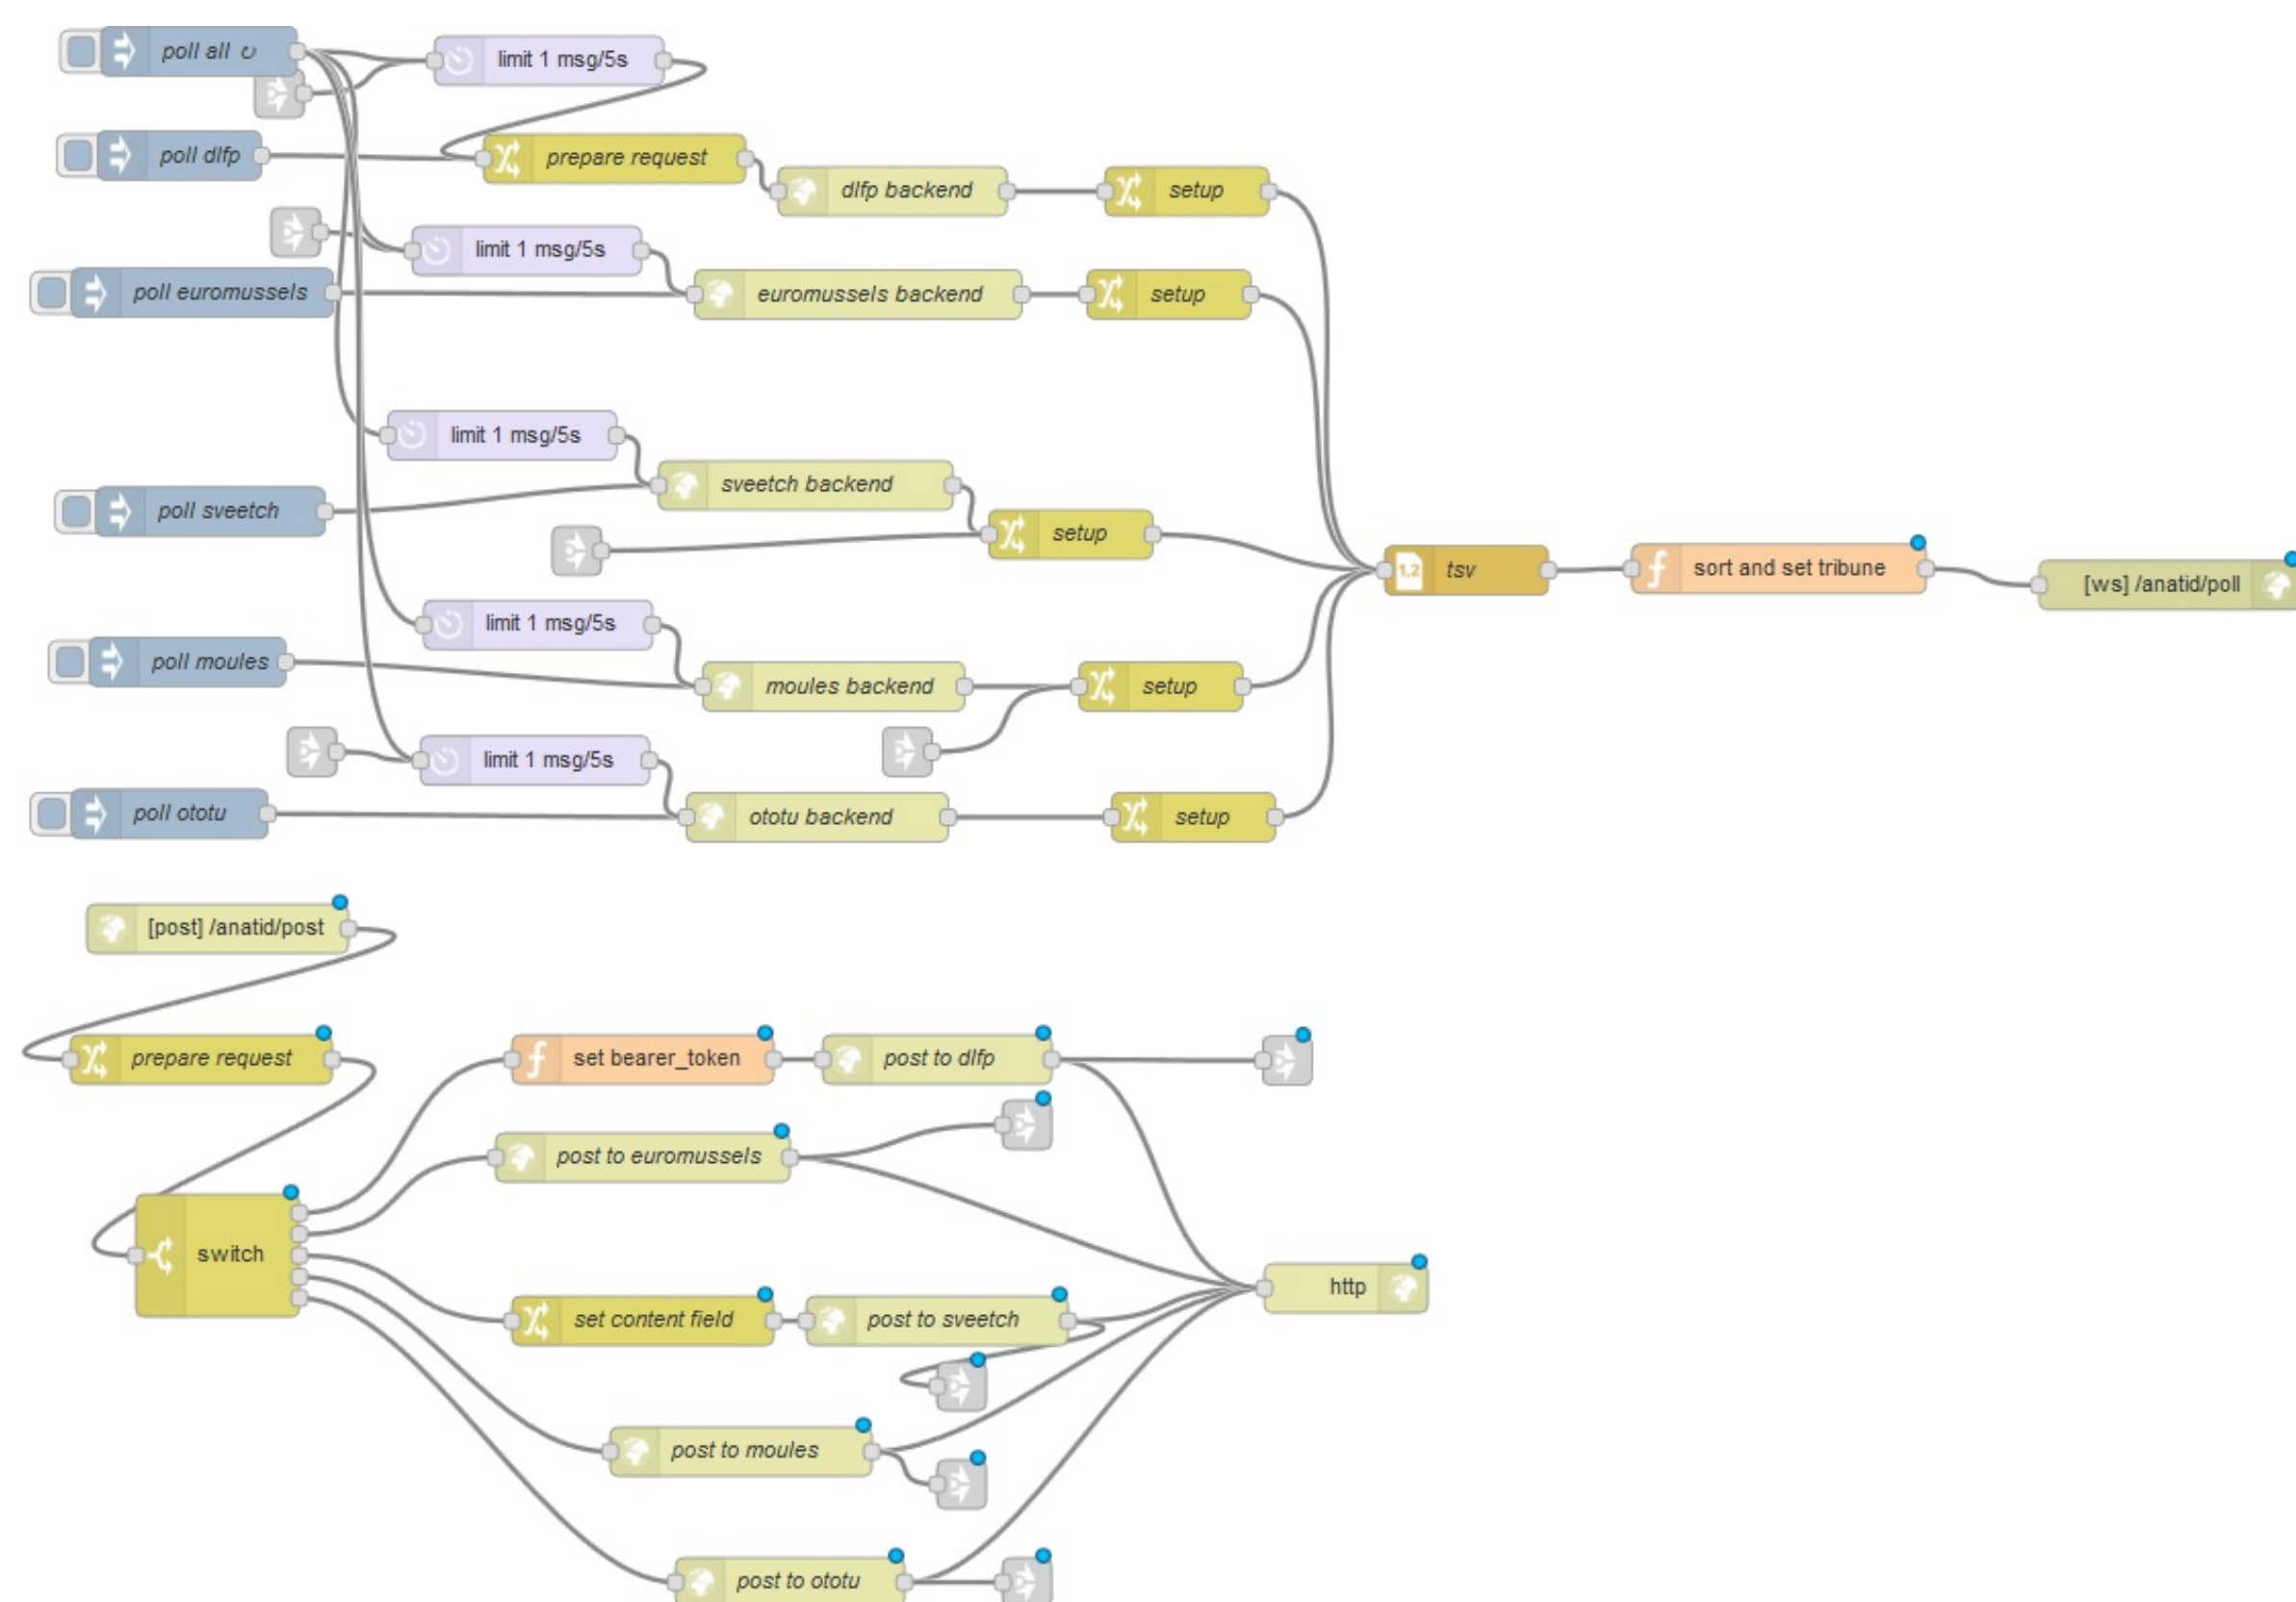 poll all ↻
limit 1 msg/5s
poll dlfp
prepare request
dlfp backend
setup
limit 1 msg/5s
poll euromussels
euromussels backend
setup
limit 1 msg/5s
sveetch backend
poll sveetch
setup
1,2
tsv
sort and set tribune
[ws] /anatid/poll
limit 1 msg/5s
poll moules
moules backend
setup
limit 1 msg/5s
poll ototu
ototu backend
setup
[post] /anatid/post
prepare request
set bearer_token
post to dlfp
post to euromussels
switch
http
set content field
post to sveetch
post to moules
post to ototu